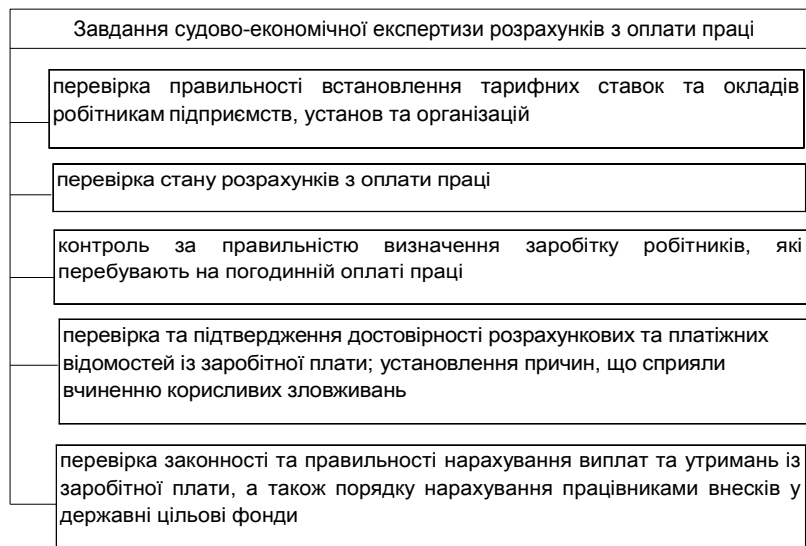 Завдання судово-економічної експертизи розрахунків з оплати праці
перевірка правильності встановлення тарифних ставок та окладів
робітникам підприємств, установ та організацій
перевірка стану розрахунків з оплати праці
контроль за правильністю визначення заробітку робітників, які
перебувають на погодинній оплаті праці
перевірка та підтвердження достовірності розрахункових та платіжних
відомостей із заробітної плати; установлення причин, що сприяли
вчиненню корисливих зловживань
перевірка законності та правильності нарахування виплат та утримань із
заробітної плати, а також порядку нарахування працівниками внесків у
державні цільові фонди